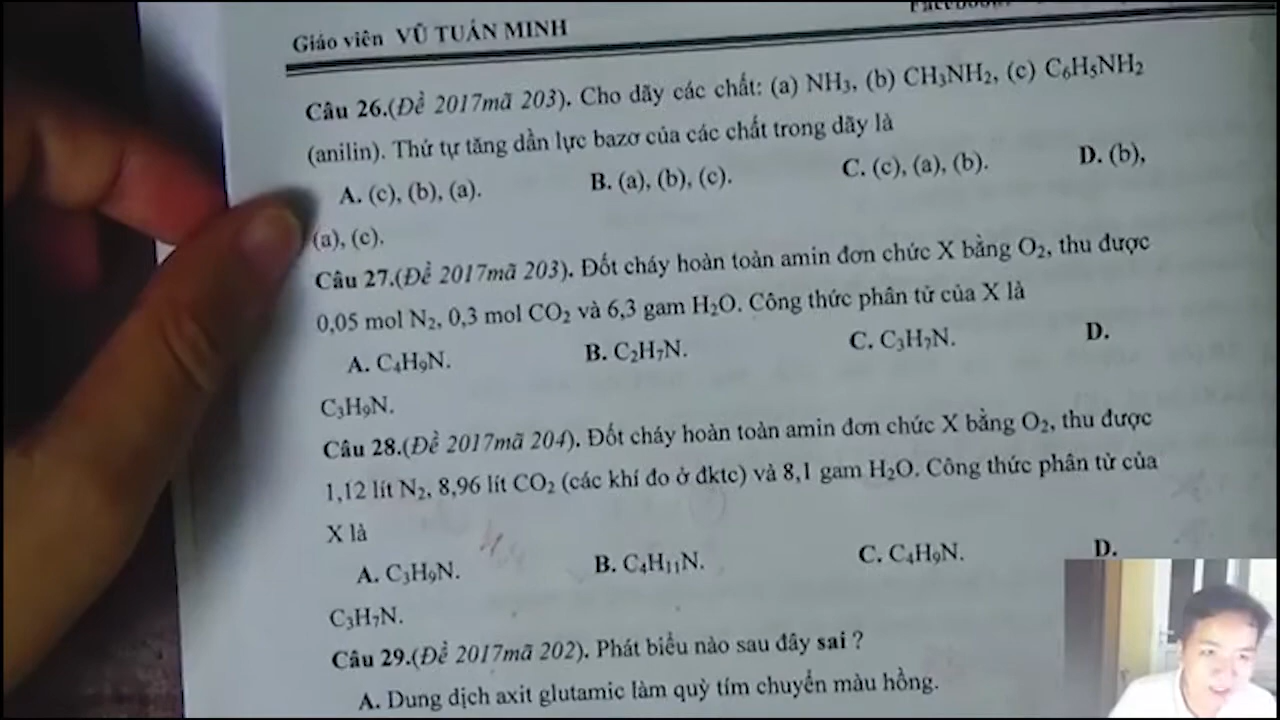 Giáo viên VŨ TUẤN MINH
Câu 26.(Đề 2017mã 203). Cho dãy các chất: (a) NH₃, (b) CH₃NH₂, (c) C₆H₅NH₂
(anilin). Thứ tự tăng dần lực bazơ của các chất trong dãy là
A. (c), (b), (a). B. (a), (b), (c). C. (c), (a), (b). D. (b),
(a), (c).
Câu 27.(Đề 2017mã 203). Đốt cháy hoàn toàn amin đơn chức X bằng O₂, thu được
0,05 mol N₂, 0,3 mol CO₂ và 6,3 gam H₂O. Công thức phân tử của X là
A. C₄H₉N. B. C₂H₇N. C. C₃H₇N. D.
C₃H₉N.
Câu 28.(Đề 2017mã 204). Đốt cháy hoàn toàn amin đơn chức X bằng O₂, thu được
1,12 lít N₂, 8,96 lít CO₂ (các khí đo ở đktc) và 8,1 gam H₂O. Công thức phân tử của
X là
A. C₃H₉N. B. C₄H₁₁N. C. C₄H₉N. D.
C₃H₇N.
Câu 29.(Đề 2017mã 202). Phát biểu nào sau đây sai ?
A. Dung dịch axit glutamic làm quỳ tím chuyển màu hồng.